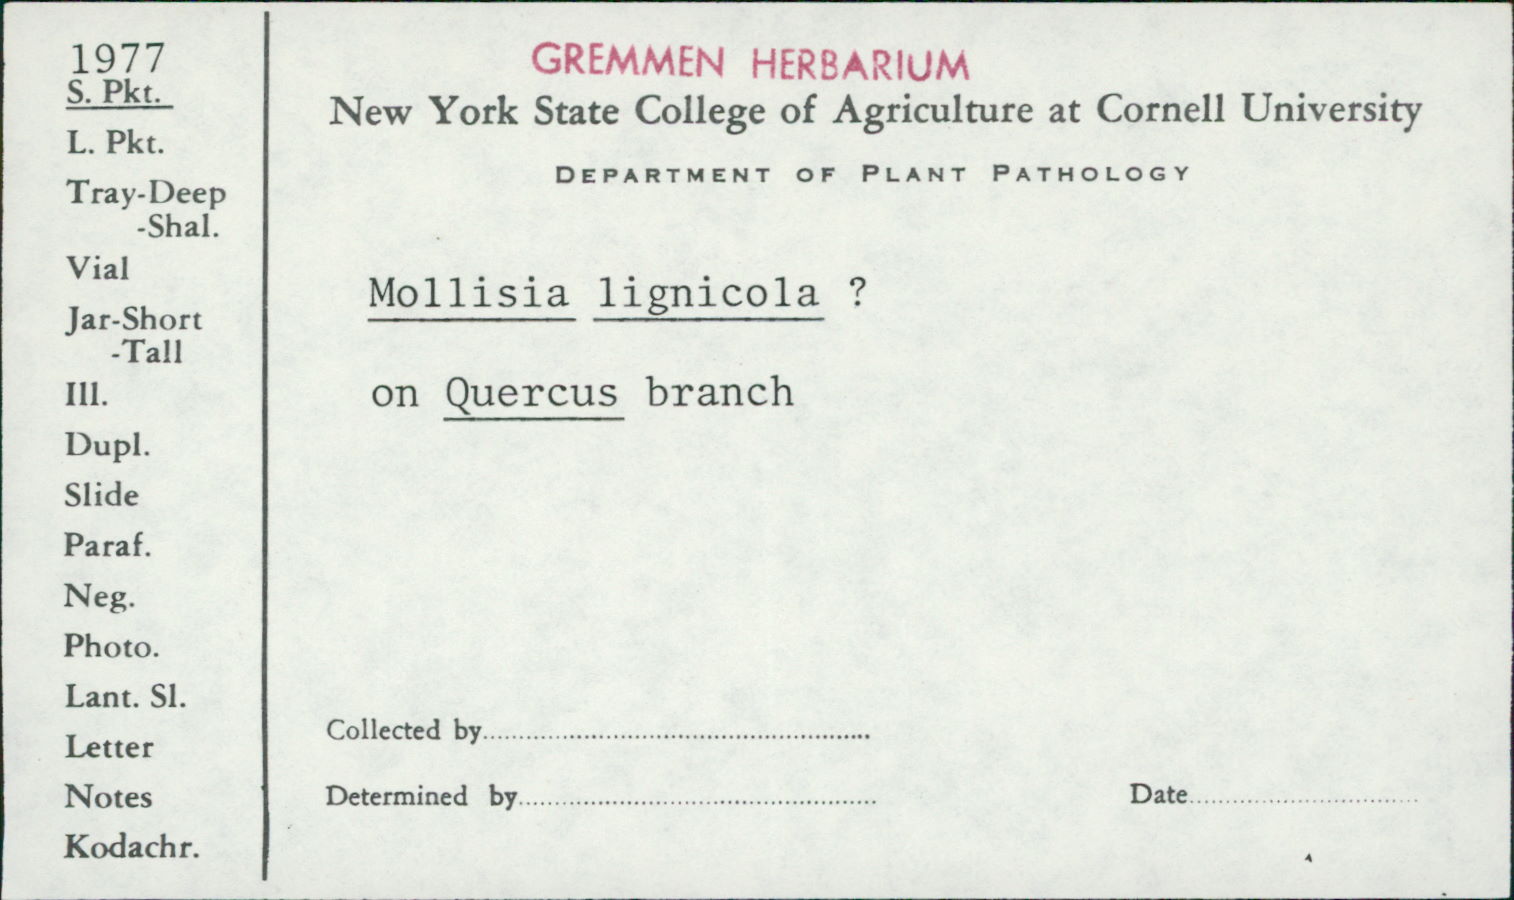 1977
S. Pkt.
L. Pkt.
Tray-Deep
-Shal.
Vial
Jar-Short
-Tall
Ill.
Dupl.
Slide
Paraf.
Neg.
Photo.
Lant. Sl.
Letter
Notes
Kodachr.
GREMMEN HERBARIUM
New York State College of Agriculture at Cornell University
DEPARTMENT OF PLANT PATHOLOGY
Mollisia lignicola ?
on Quercus branch
Collected by
Determined by
Date